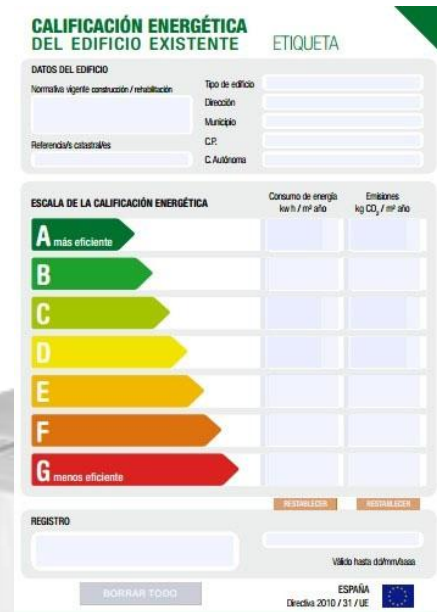 CALIFICACIÓN ENERGÉTICA
DEL EDIFICIO EXISTENTE ETIQUETA
DATOS DEL EDIFICIO
Normativa vigente construcción / rehabilitación
Referencia/s catastral/es
Tipo de edificio
Dirección
Municipio
C.P.
C.Autónoma
ESCALA DE LA CALIFICACIÓN ENERGÉTICA
Consumo de energía
kw h / m² año
Emisiones
kg CO₂ / m² año
A más eficiente
B
C
D
E
F
G menos eficiente
RESTABLECER RESTABLECER
REGISTRO
Válido hasta dd/mm/aaaa
BORRAR TODO
ESPAÑA
Directiva 2010 / 31 / UE